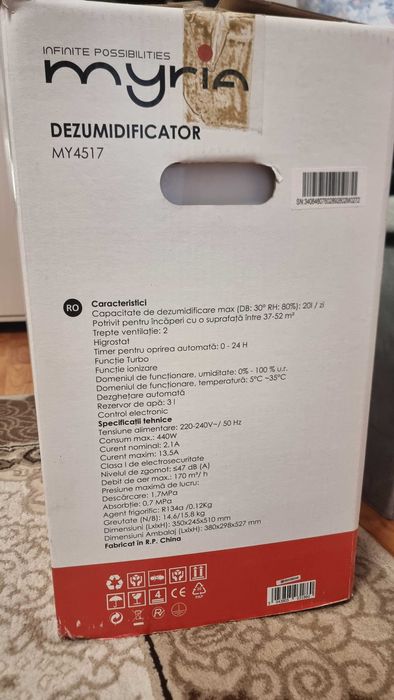 INFINITE POSSIBILITIES
myria
DEZUMIDIFICATOR
MY4517
RO
Caracteristici
Capacitate de dezumidificare max (DB: 30° RH: 80%): 20l / zi
Potrivit pentru încăperi cu o suprafață între 37-52 m²
Trepte ventilație: 2
Higrostat
Timer pentru oprirea automată: 0 - 24 H
Funcție Turbo
Funcție ionizare
Domeniul de funcționare, umiditate: 0% - 100 % u.r.
Domeniul de funcționare, temperatură: 5°C ~35°C
Dezghețare automată
Rezervor de apă: 3 l
Control electronic
Specificații tehnice
Tensiune alimentare: 220-240V~/ 50 Hz
Consum max.: 440W
Curent nominal: 2.1A
Curent maxim: 13.5A
Clasa I de electrosecuritate
Nivelul de zgomot: ≤47 dB (A)
Debit de aer max.: 170 m³/ h
Presiune maximă de lucru:
Descărcare: 1,7MPa
Absorbție: 0,7 MPa
Agent frigorific: R134a /0.12Kg
Greutate (N/B): 14.6/15,8 kg
Dimensiuni (LxlxH): 350x245x510 mm
Dimensiuni Ambalaj (LxlxH): 380x298x527 mm
Fabricat în R.P. China
4